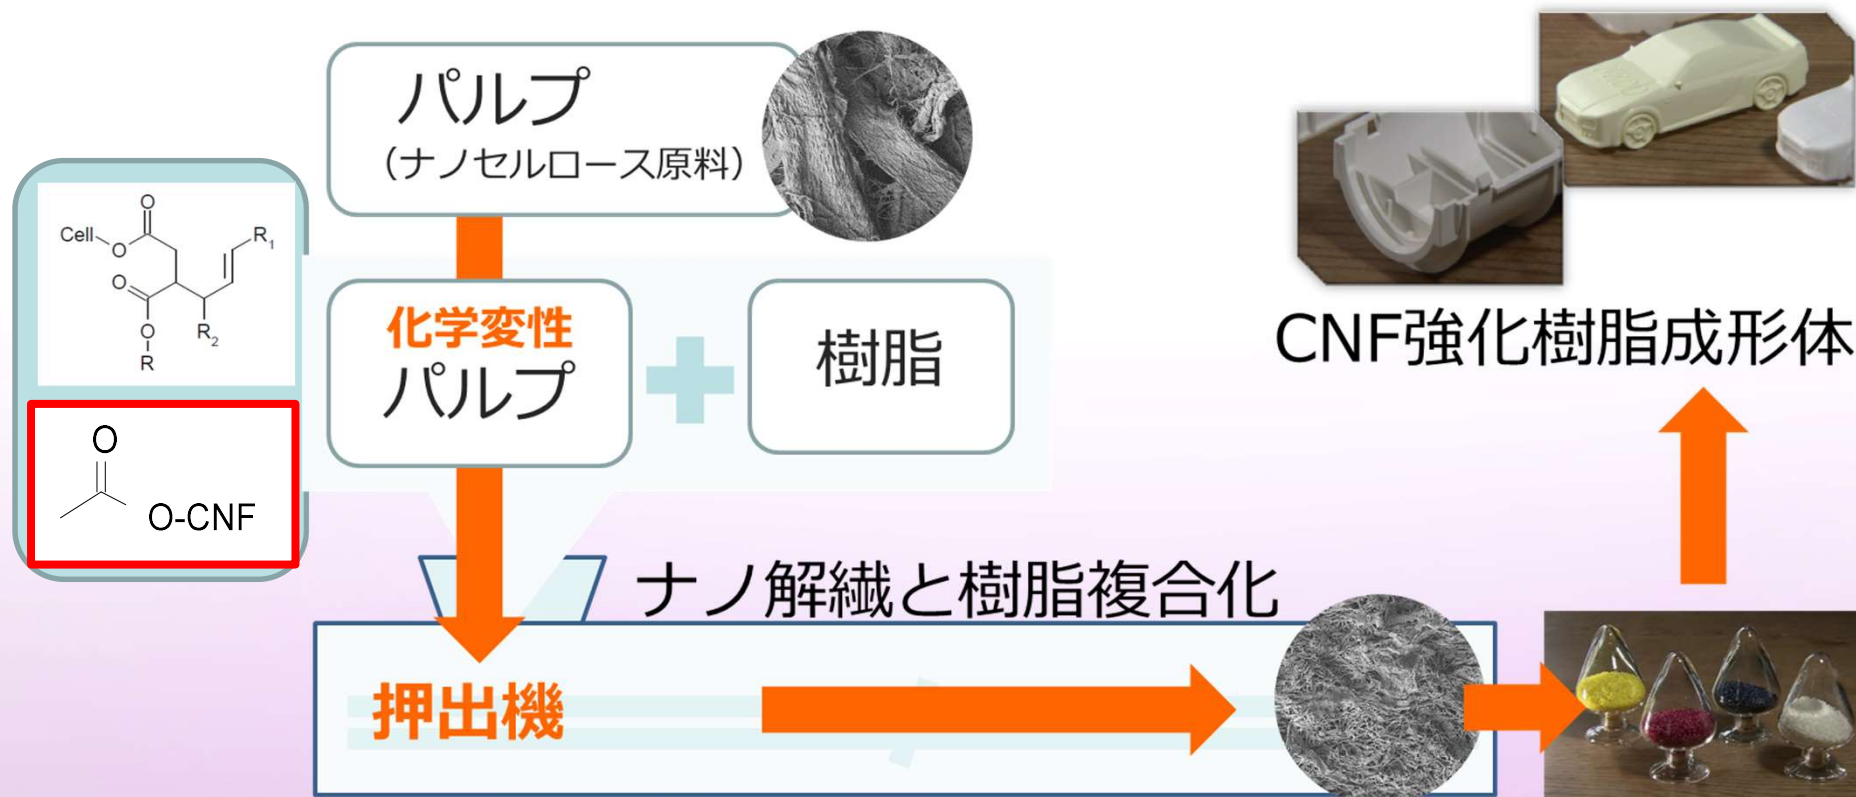 パルプ
（ナノセルロース原料）
Cell
O
O
R1
O
O
R2
R
化学変性
パルプ
樹脂
O
O-CNF
CNF強化樹脂成形体
ナノ解繊と樹脂複合化
押出機